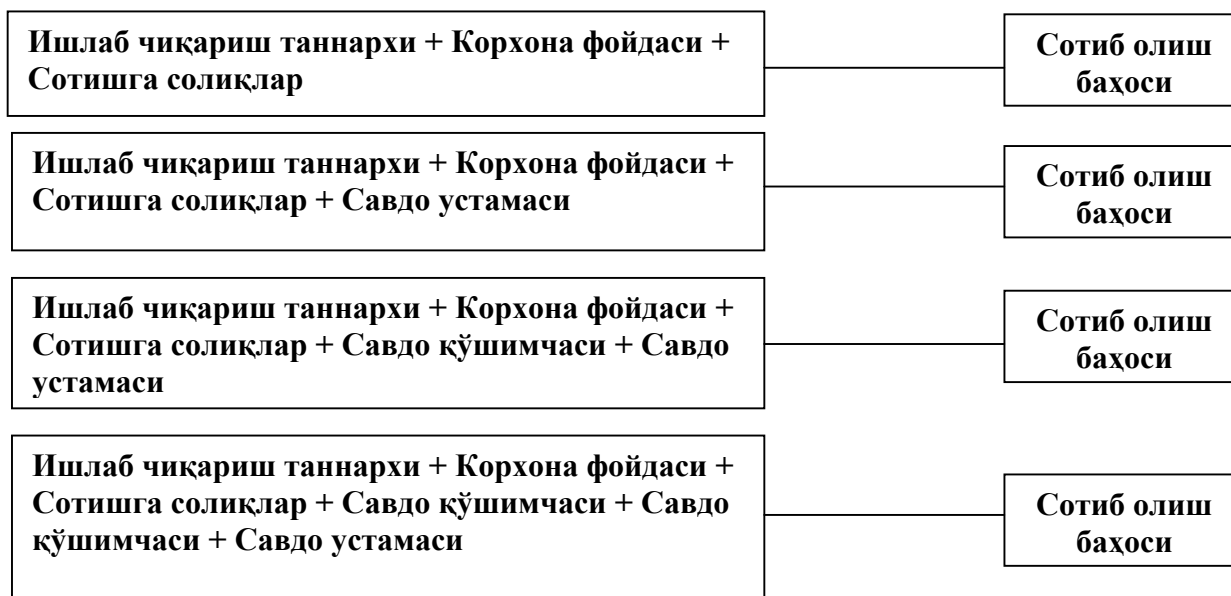 Ишлаб чиқариш таннархи + Корхона фойдаси +
Сотишга солиқлар
Сотиб олиш
баҳоси
Ишлаб чиқариш таннархи + Корхона фойдаси +
Сотишга солиқлар + Савдо устамаси
Сотиб олиш
баҳоси
Ишлаб чиқариш таннархи + Корхона фойдаси +
Сотишга солиқлар + Савдо қўшимчаси + Савдо
устамаси
Сотиб олиш
баҳоси
Ишлаб чиқариш таннархи + Корхона фойдаси +
Сотишга солиқлар + Савдо қўшимчаси + Савдо
қўшимчаси + Савдо устамаси
Сотиб олиш
баҳоси